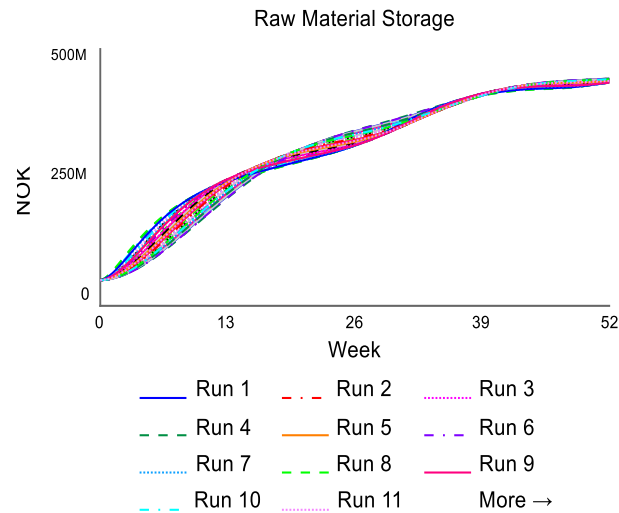 Raw Material Storage
500M
250M
0
NOK
0 13 26 39 52
Week
Run 1 Run 2 Run 3
Run 4 Run 5 Run 6
Run 7 Run 8 Run 9
Run 10 Run 11 More →